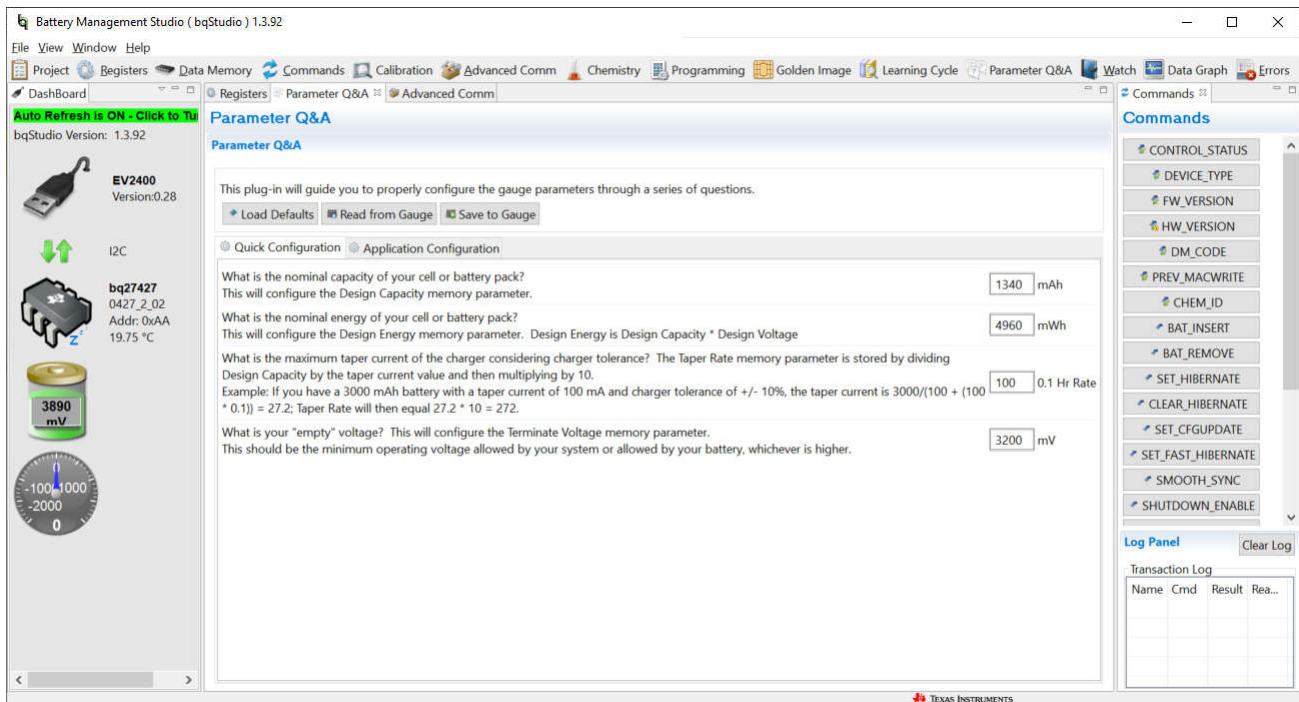 Battery Management Studio ( bqStudio ) 1.3.92
File View Window Help
Project Registers Data Memory Commands Calibration Advanced Comm Chemistry Programming Golden Image Learning Cycle Parameter Q&A Watch Data Graph Errors
DashBoard
Auto Refresh is ON - Click to Tu
bqStudio Version: 1.3.92
EV2400
Version:0.28
I2C
bq27427
0427_2_02
Addr: 0xAA
19.75 °C
z z
3890
mV
0
-100 1000
-2000
0
Registers Parameter Q&A Advanced Comm
Parameter Q&A
Parameter Q&A
This plug-in will guide you to properly configure the gauge parameters through a series of questions.
Load Defaults Read from Gauge Save to Gauge
Quick Configuration Application Configuration
What is the nominal capacity of your cell or battery pack?
This will configure the Design Capacity memory parameter.
1340 mAh
What is the nominal energy of your cell or battery pack?
This will configure the Design Energy memory parameter. Design Energy is Design Capacity * Design Voltage
4960 mWh
What is the maximum taper current of the charger considering charger tolerance? The Taper Rate memory parameter is stored by dividing
Design Capacity by the taper current value and then multiplying by 10.
Example: If you have a 3000 mAh battery with a taper current of 100 mA and charger tolerance of +/- 10%, the taper current is 3000/(100 + (100
* 0.1)) = 27.2; Taper Rate will then equal 27.2 * 10 = 272.
100 0.1 Hr Rate
What is your "empty" voltage? This will configure the Terminate Voltage memory parameter.
This should be the minimum operating voltage allowed by your system or allowed by your battery, whichever is higher.
3200 mV
Commands
Commands
CONTROL_STATUS
DEVICE_TYPE
FW_VERSION
HW_VERSION
DM_CODE
PREV_MACWRITE
CHEM_ID
BAT_INSERT
BAT_REMOVE
SET_HIBERNATE
CLEAR_HIBERNATE
SET_CFGUPDATE
SET_FAST_HIBERNATE
SMOOTH_SYNC
SHUTDOWN_ENABLE
Log Panel Clear Log
Transaction Log
Name Cmd Result Rea...
TEXAS INSTRUMENTS